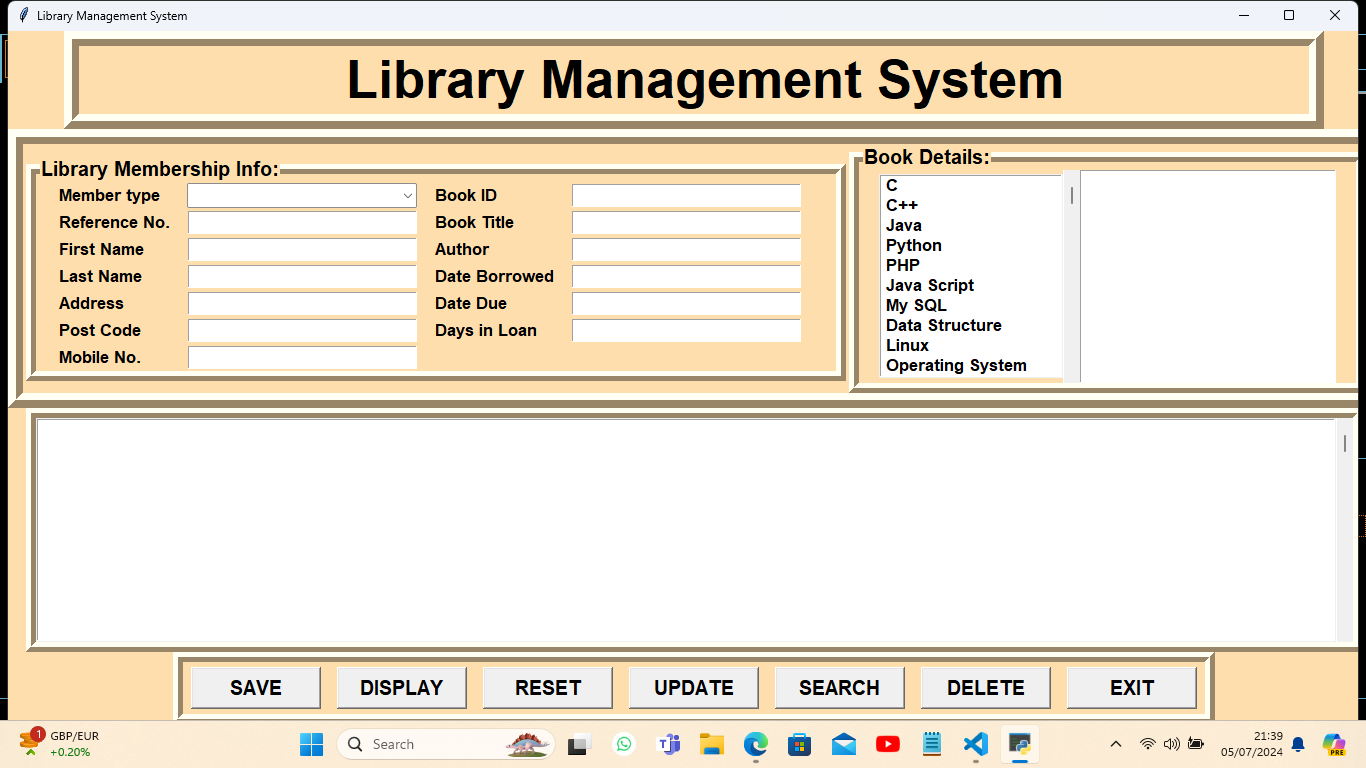 Library Management System
Library Management System
Library Membership Info:
Member type
Reference No.
First Name
Last Name
Address
Post Code
Mobile No.
Book ID
Book Title
Author
Date Borrowed
Date Due
Days in Loan
Book Details:
C
C++
Java
Python
PHP
Java Script
My SQL
Data Structure
Linux
Operating System
SAVE
DISPLAY
RESET
UPDATE
SEARCH
DELETE
EXIT
1
GBP/EUR
+0.20%
Search
21:39
05/07/2024
PRE